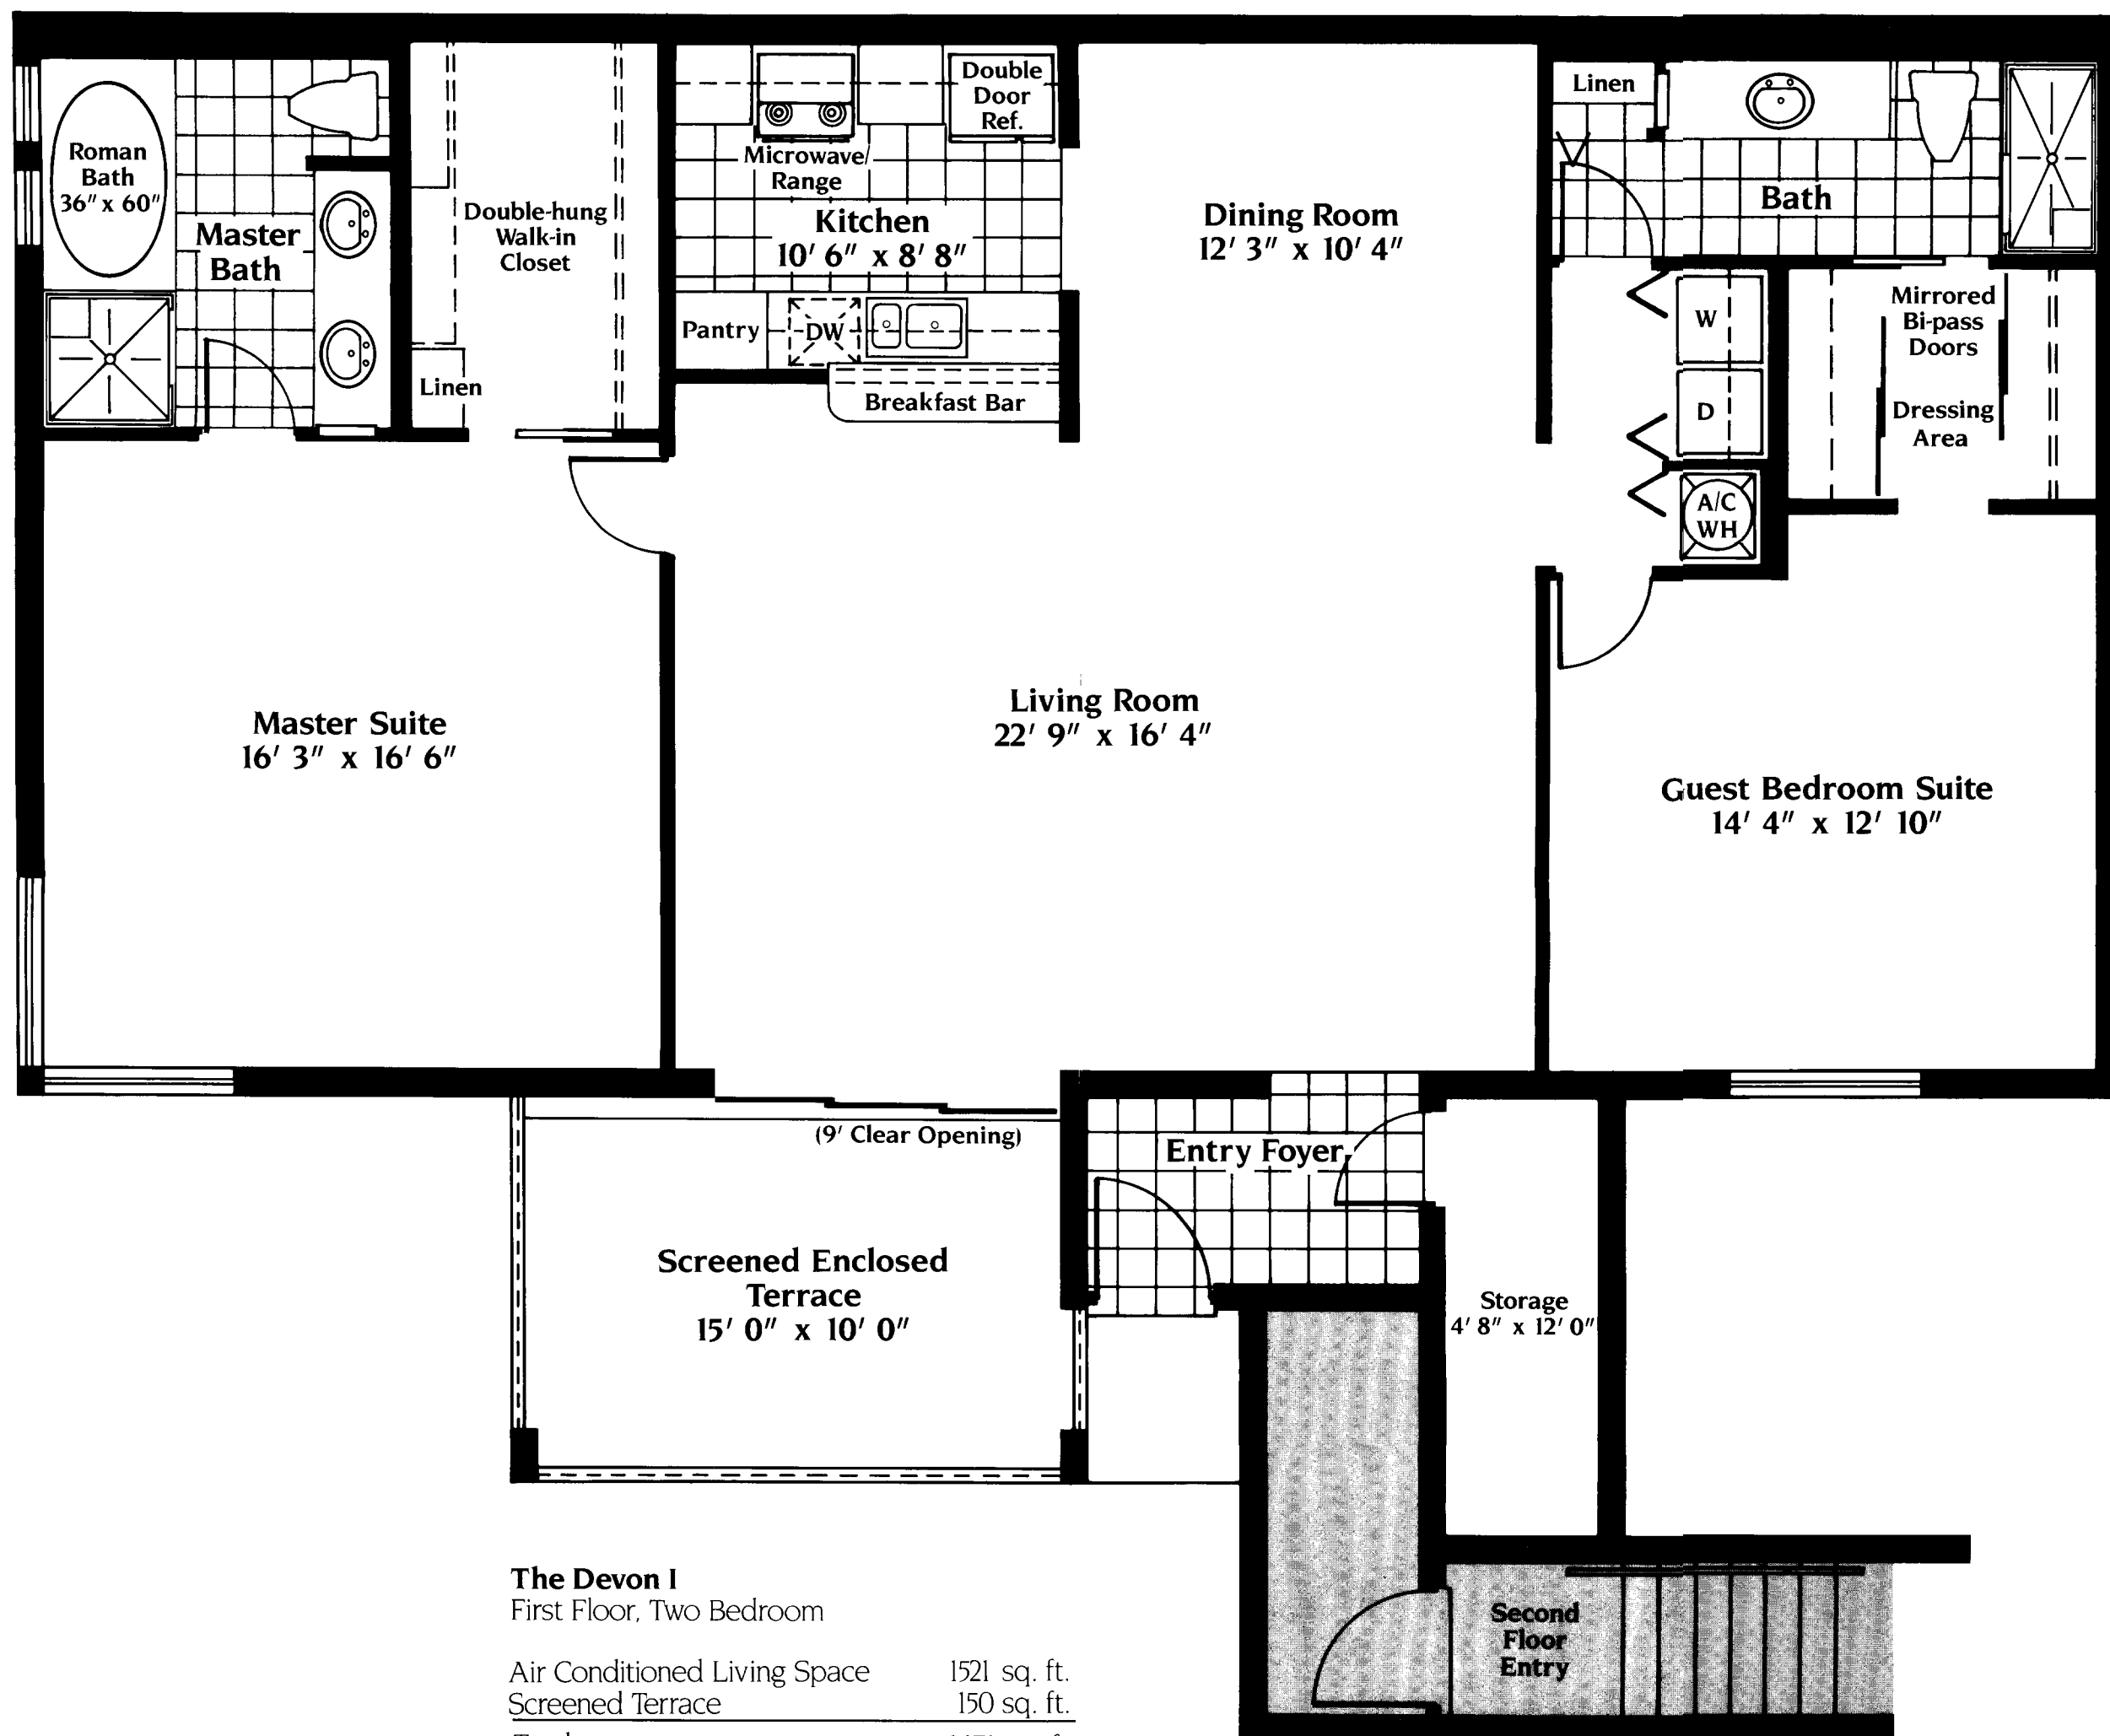 Roman
Bath
36" x 60"
Master
Bath
Double-hung
Walk-in
Closet
Linen
Double
Door
Ref.
Microwave/
Range
Kitchen
10' 6" x 8' 8"
Pantry
DW
Breakfast Bar
Dining Room
12' 3" x 10' 4"
Linen
Bath
W
D
A/C
WH
Mirrored
Bi-pass
Doors
Dressing
Area
Master Suite
16' 3" x 16' 6"
Living Room
22' 9" x 16' 4"
Guest Bedroom Suite
14' 4" x 12' 10"
(9' Clear Opening)
Entry Foyer
Screened Enclosed
Terrace
15' 0" x 10' 0"
Storage
4' 8" x 12' 0"
Second
Floor
Entry
The Devon I
First Floor, Two Bedroom
Air Conditioned Living Space 1521 sq. ft.
Screened Terrace 150 sq. ft.